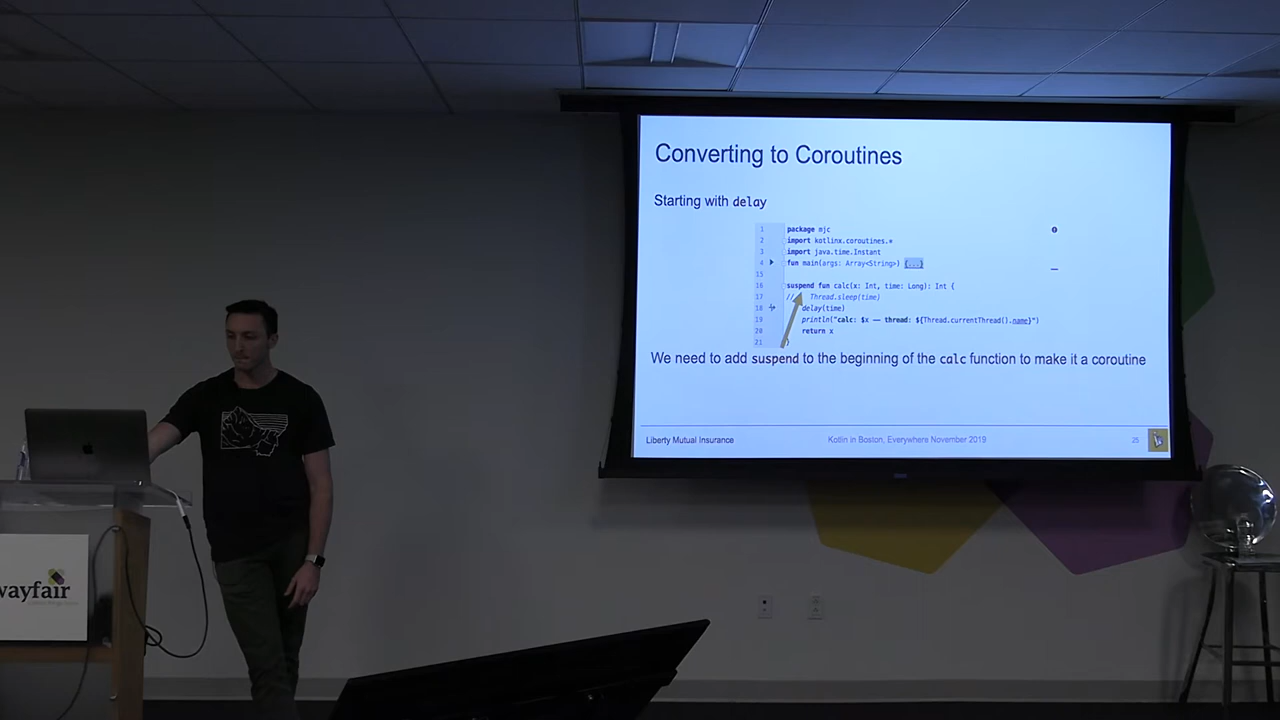 Converting to Coroutines
Starting with delay
1 package mjc
2 import kotlinx.coroutines.*
3 import java.time.Instant
4 fun main(args: Array<String>) {...}
15
16 suspend fun calc(x: Int, time: Long): Int {
17 // Thread.sleep(time)
18 delay(time)
19 println("calc: $x — thread: ${Thread.currentThread().name}")
20 return x
21 }
We need to add suspend to the beginning of the calc function to make it a coroutine
Liberty Mutual Insurance
Kotlin in Boston, Everywhere November 2019
25
wayfair